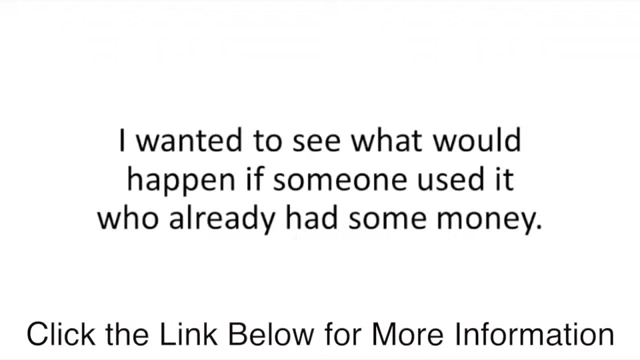 I wanted to see what would
happen if someone used it
who already had some money.
Click the Link Below for More Information